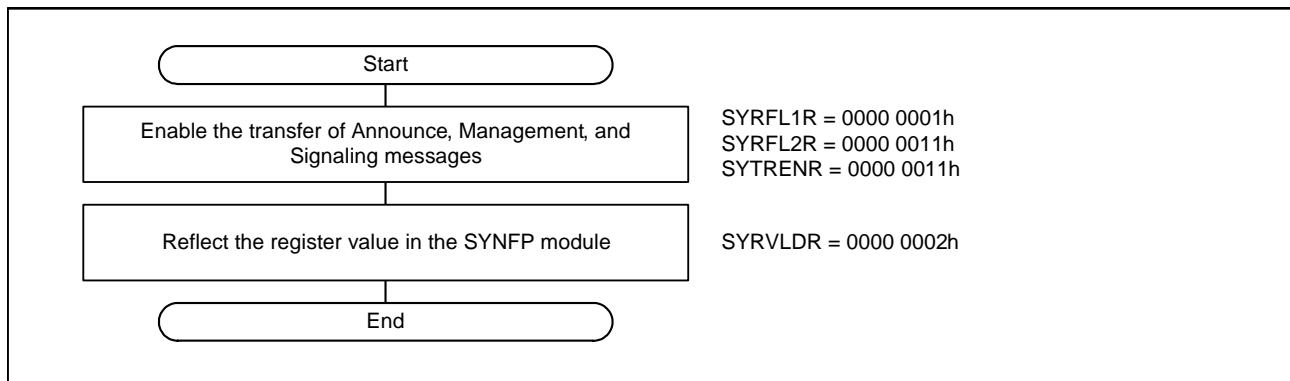 Start
Enable the transfer of Announce, Management, and
Signaling messages
SYRFL1R = 0000 0001h
SYRFL2R = 0000 0011h
SYTRENR = 0000 0011h
Reflect the register value in the SYNFP module
SYRVLDR = 0000 0002h
End